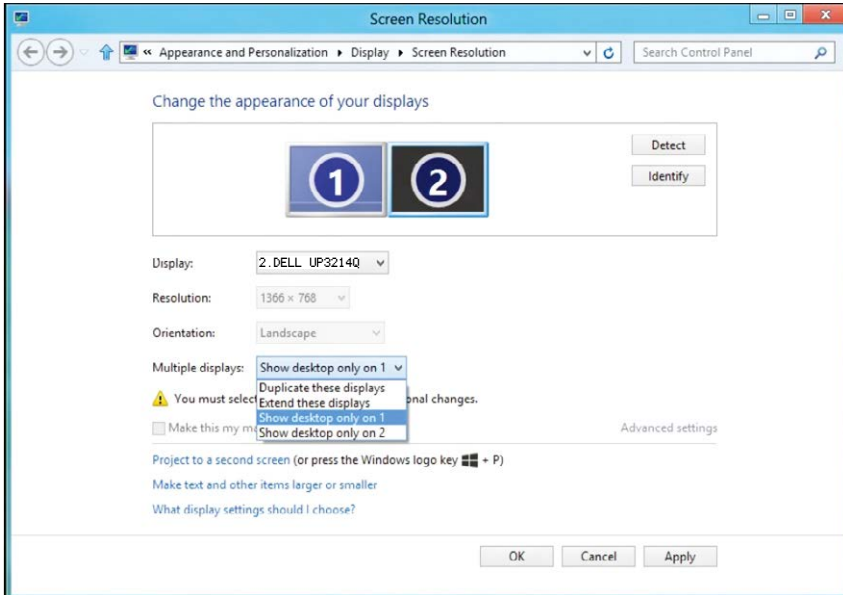 Screen Resolution
« Appearance and Personalization ▸ Display ▸ Screen Resolution
Search Control Panel
Change the appearance of your displays
1 2
Detect
Identify
Display: 2.DELL UP3214Q
Resolution: 1366 × 768
Orientation: Landscape
Multiple displays: Show desktop only on 1
Duplicate these displays
You must select onal changes.
Extend these displays
Show desktop only on 1
Make this my m
Show desktop only on 2
Advanced settings
Project to a second screen (or press the Windows logo key + P)
Make text and other items larger or smaller
What display settings should I choose?
OK Cancel Apply